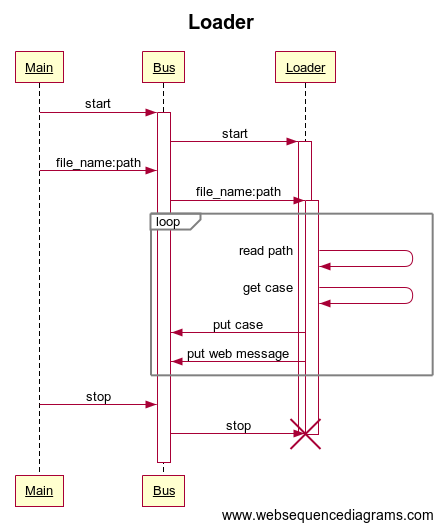 Loader
Main Bus Loader
start
start
file_name:path
file_name:path
loop
read path
get case
put case
put web message
stop
stop
Main Bus Loader
www.websequencediagrams.com